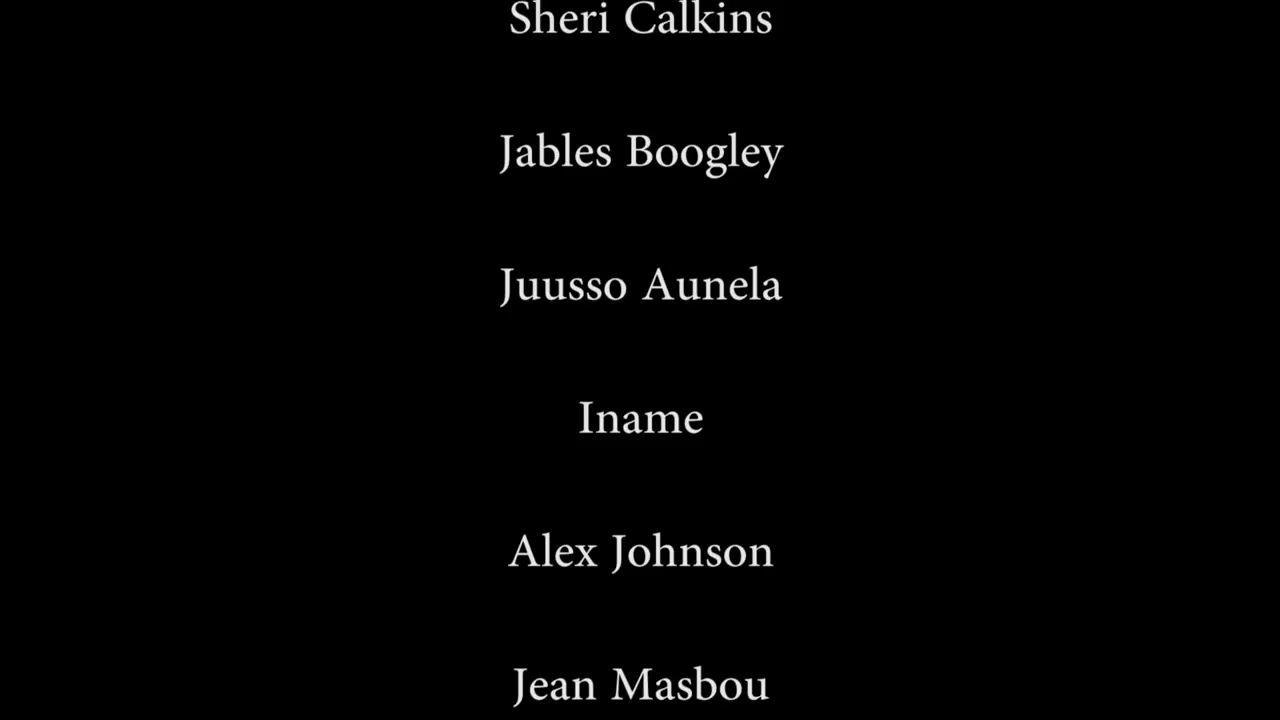 Sheri Calkins
Jables Boogley
Juusso Aunela
Iname
Alex Johnson
Jean Masbou